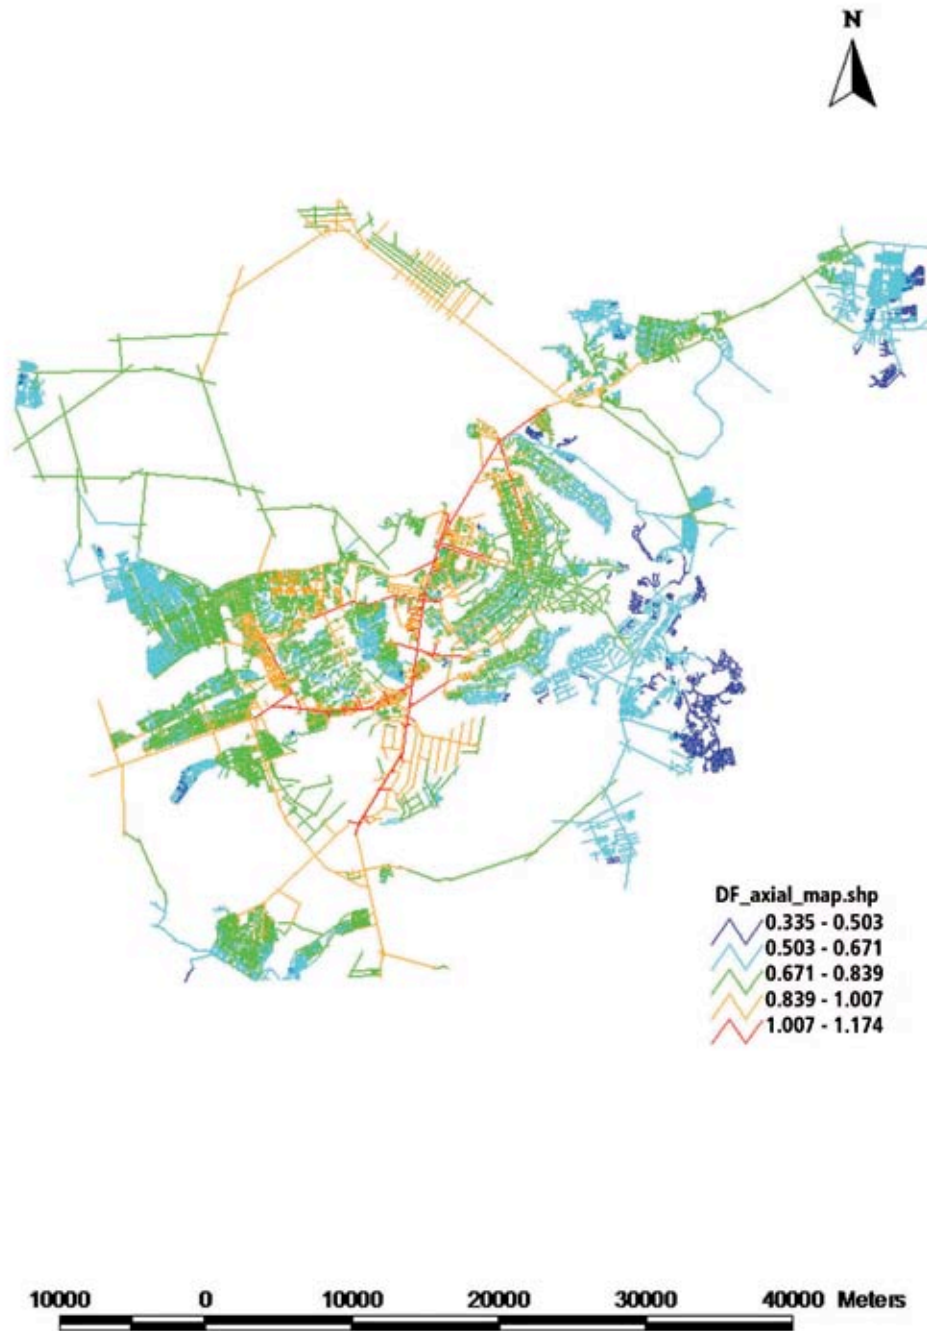 N
DF_axial_map.shp
0.335 - 0.503
0.503 - 0.671
0.671 - 0.839
0.839 - 1.007
1.007 - 1.174
10000 0 10000 20000 30000 40000 Meters